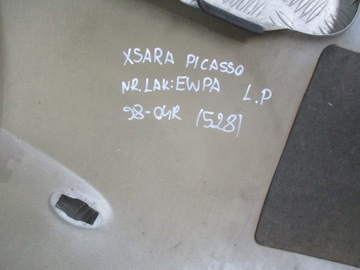 XSARA PICASSO
NR.LAK:EWPA L.P
98-04R (528)